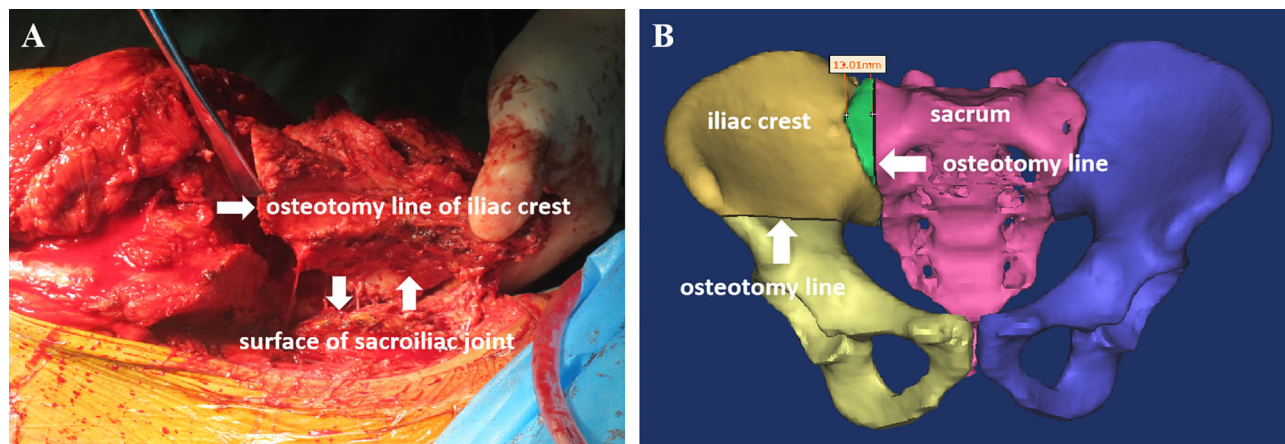 A
osteotomy line of iliac crest
surface of sacroiliac joint
B
13.01mm
iliac crest
sacrum
osteotomy line
osteotomy line